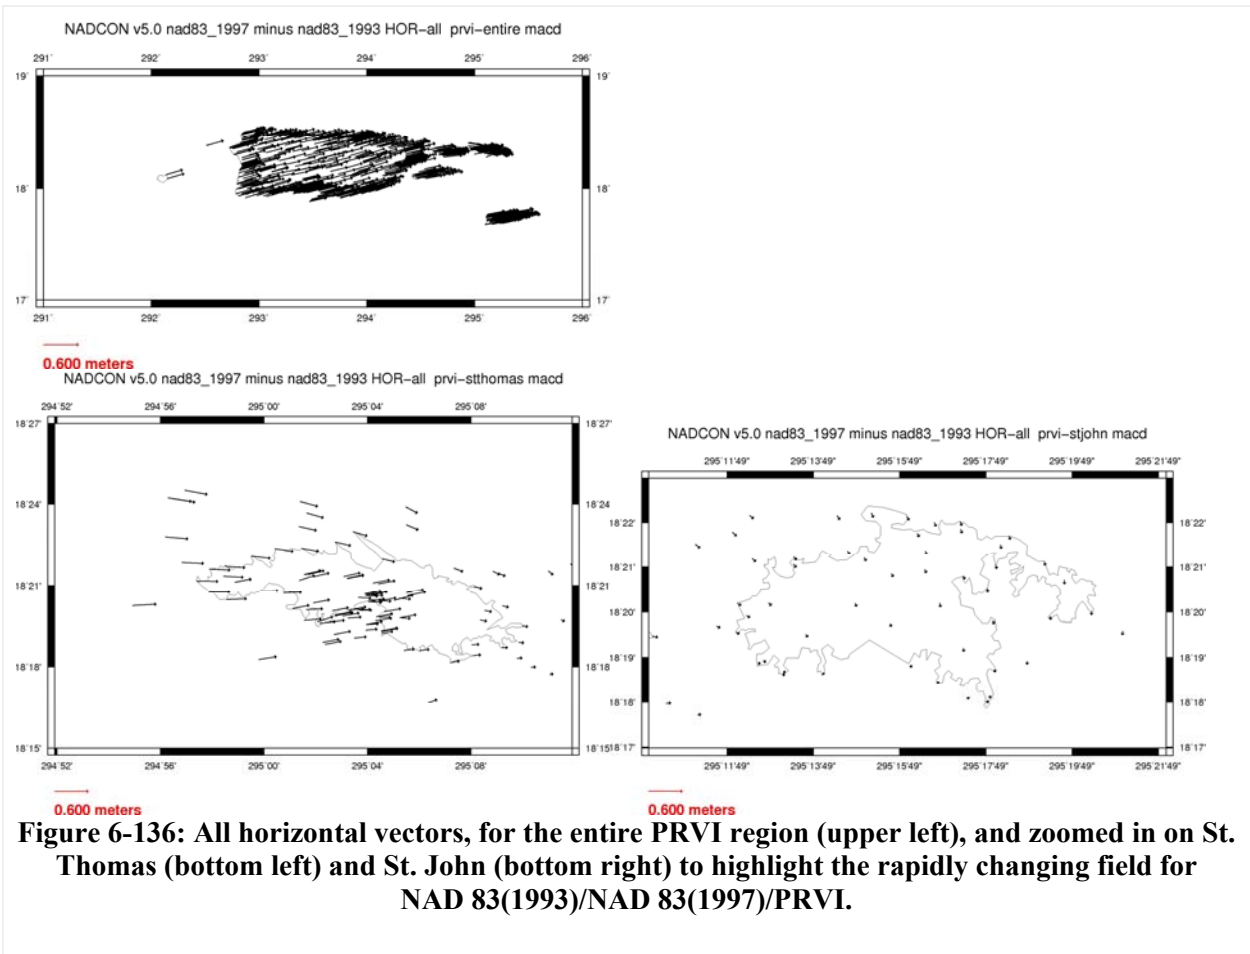 NADCON v5.0 nad83_1997 minus nad83_1993 HOR−all prvi−entire macd
291˚ 292˚ 293˚ 294˚ 295˚ 296˚
19˚ 19˚
18˚ 18˚
17˚ 17˚
291˚ 292˚ 293˚ 294˚ 295˚ 296˚
0.600 meters
NADCON v5.0 nad83_1997 minus nad83_1993 HOR−all prvi−stthomas macd
294˚52' 294˚56' 295˚00' 295˚04' 295˚08'
18˚27' 18˚27'
18˚24' 18˚24
18˚21' 18˚21'
18˚18' 18˚18'
18˚15' 18˚15
294˚52' 294˚56' 295˚00' 295˚04' 295˚08'
0.600 meters
NADCON v5.0 nad83_1997 minus nad83_1993 HOR−all prvi−stjohn macd
295˚11'49" 295˚13'49" 295˚15'49" 295˚17'49" 295˚19'49" 295˚21'49"
18˚22' 18˚22'
18˚21' 18˚21'
18˚20' 18˚20'
18˚19' 18˚19'
18˚18' 18˚18'
18˚17' 18˚17'
295˚11'49" 295˚13'49" 295˚15'49" 295˚17'49" 295˚19'49" 295˚21'49"
0.600 meters
Figure 6-136: All horizontal vectors, for the entire PRVI region (upper left), and zoomed in on St.
Thomas (bottom left) and St. John (bottom right) to highlight the rapidly changing field for
NAD 83(1993)/NAD 83(1997)/PRVI.